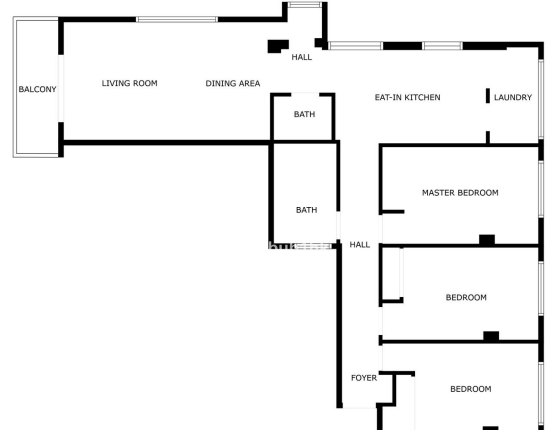 HALL
BALCONY
LIVING ROOM
DINING AREA
EAT-IN KITCHEN
LAUNDRY
BATH
MASTER BEDROOM
BATH
HALL
BEDROOM
FOYER
BEDROOM